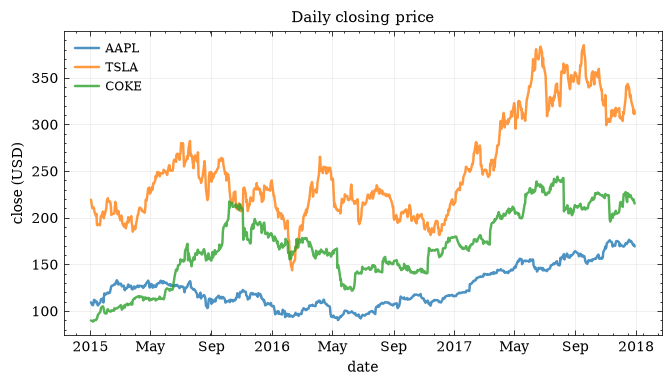 Daily closing price
AAPL
TSLA
COKE
close (USD)
350
300
250
200
150
100
2015 May Sep 2016 May Sep 2017 May Sep 2018
date